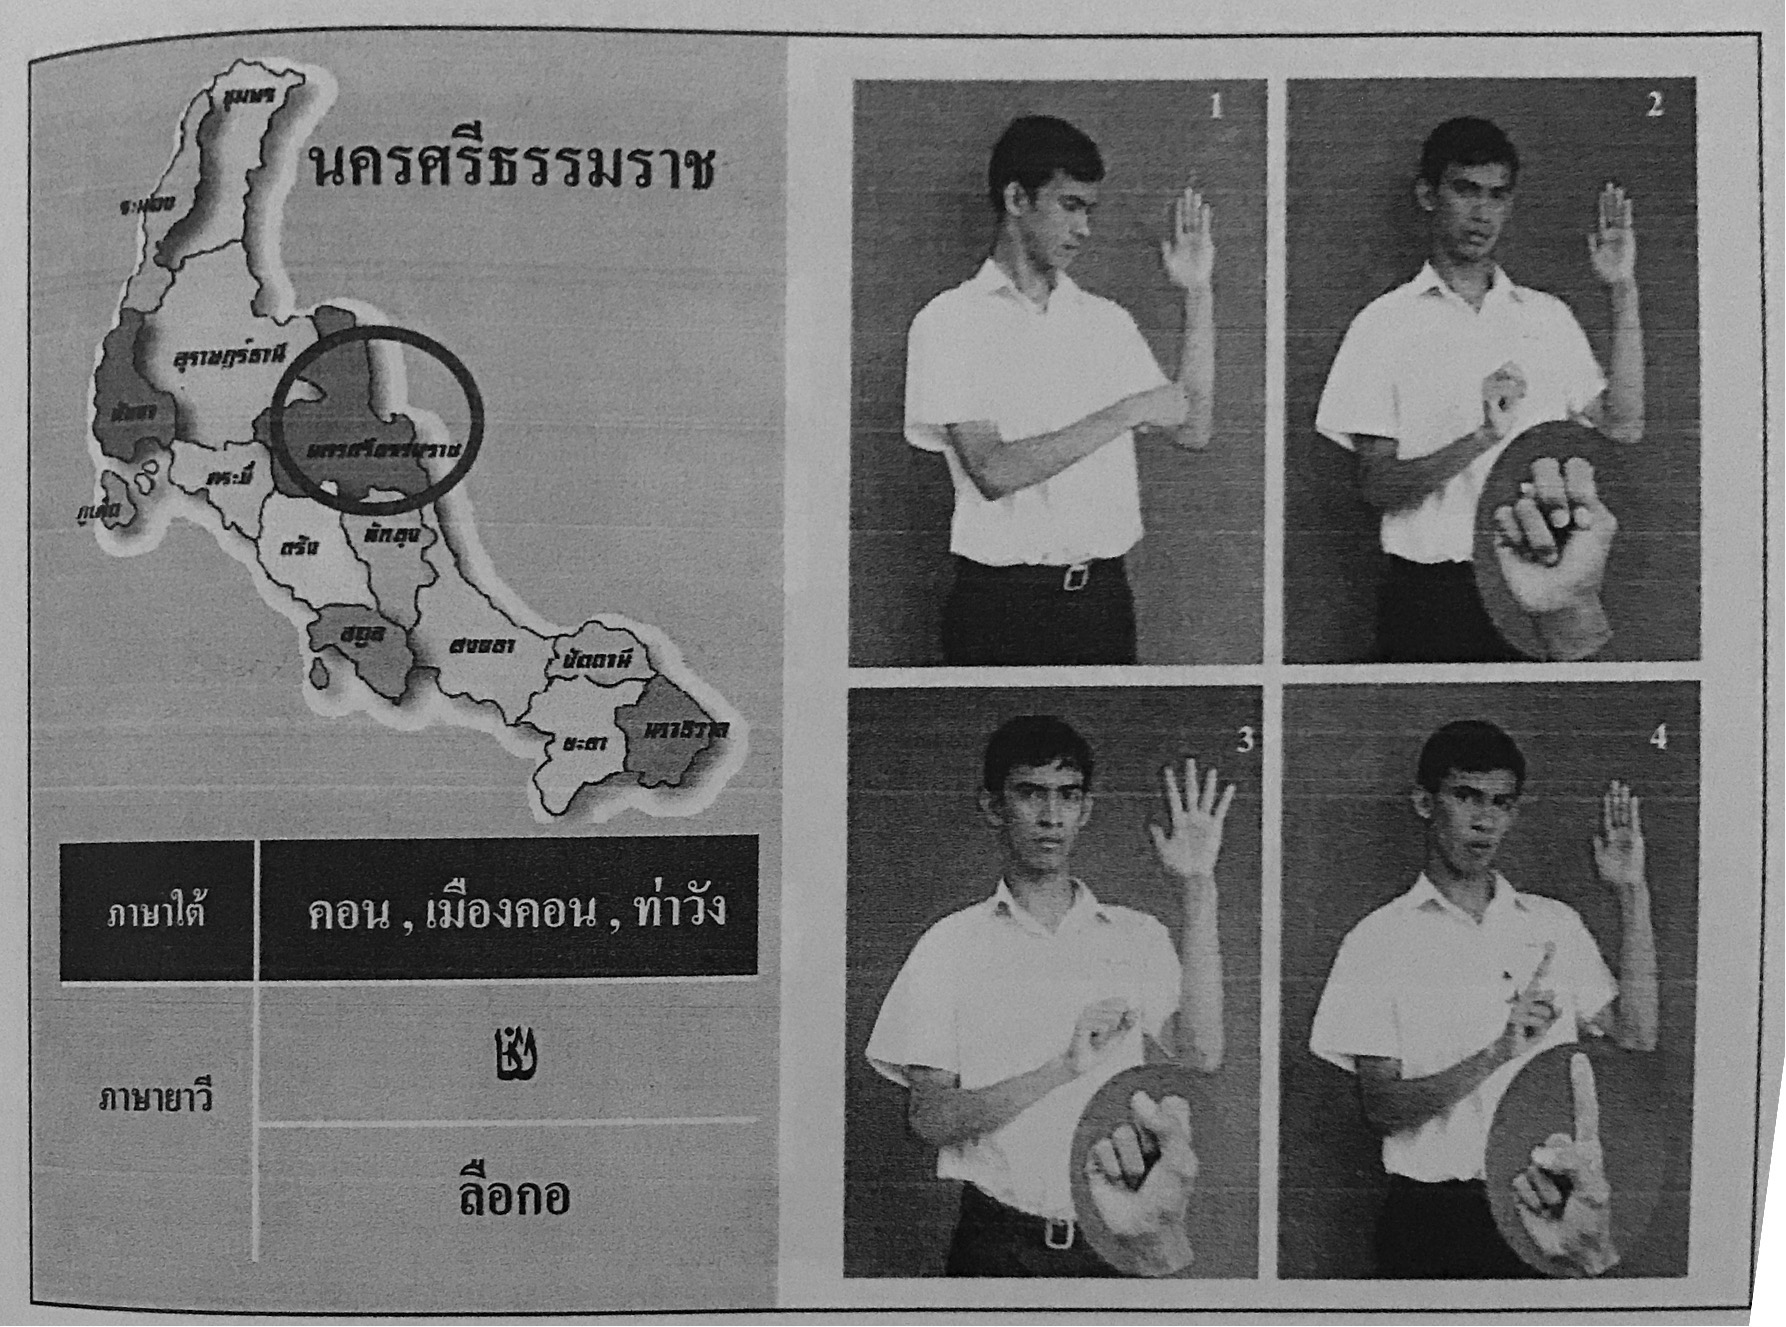 ชุมพร
นครศรีธรรมราช
ระนอง
สุราษฎร์ธานี
พังงา
นครศรีธรรมราช
กระบี่
ภูเก็ต
ตรัง
พัทลุง
สตูล
สงขลา
ปัตตานี
ยะลา
นราธิวาส
ภาษาใต้
คอน , เมืองคอน , ท่าวัง
ภาษายาวี
ลือกอ
1
2
3
4